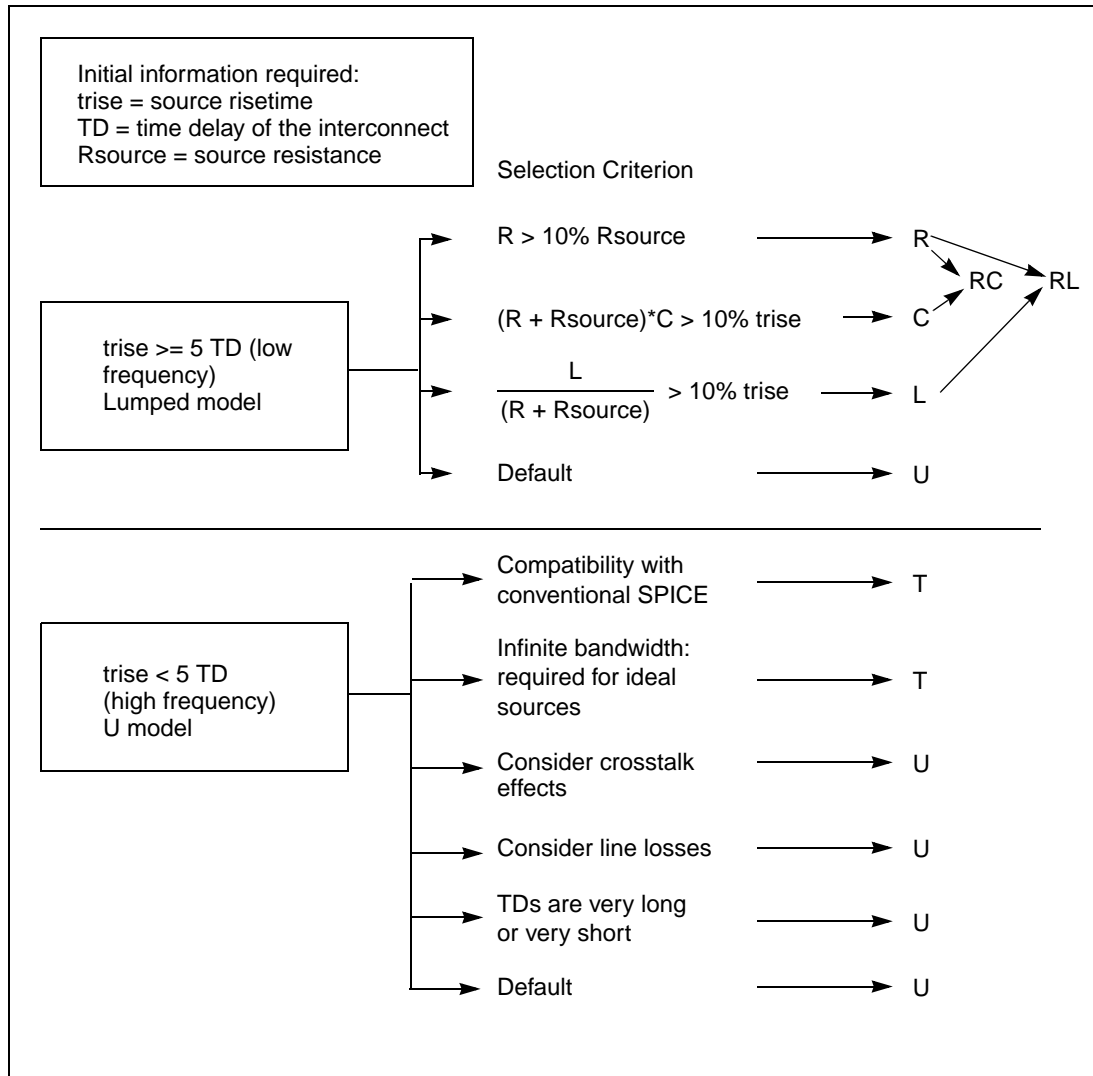 Initial information required:
trise = source risetime
TD = time delay of the interconnect
Rsource = source resistance
Selection Criterion
trise >= 5 TD (low
frequency)
Lumped model
R > 10% Rsource
R
RC
RL
(R + Rsource)*C > 10% trise
C
L
(R + Rsource)
> 10% trise
L
Default
U
trise < 5 TD
(high frequency)
U model
Compatibility with
conventional SPICE
T
Infinite bandwidth:
required for ideal
sources
T
Consider crosstalk
effects
U
Consider line losses
U
TDs are very long
or very short
U
Default
U